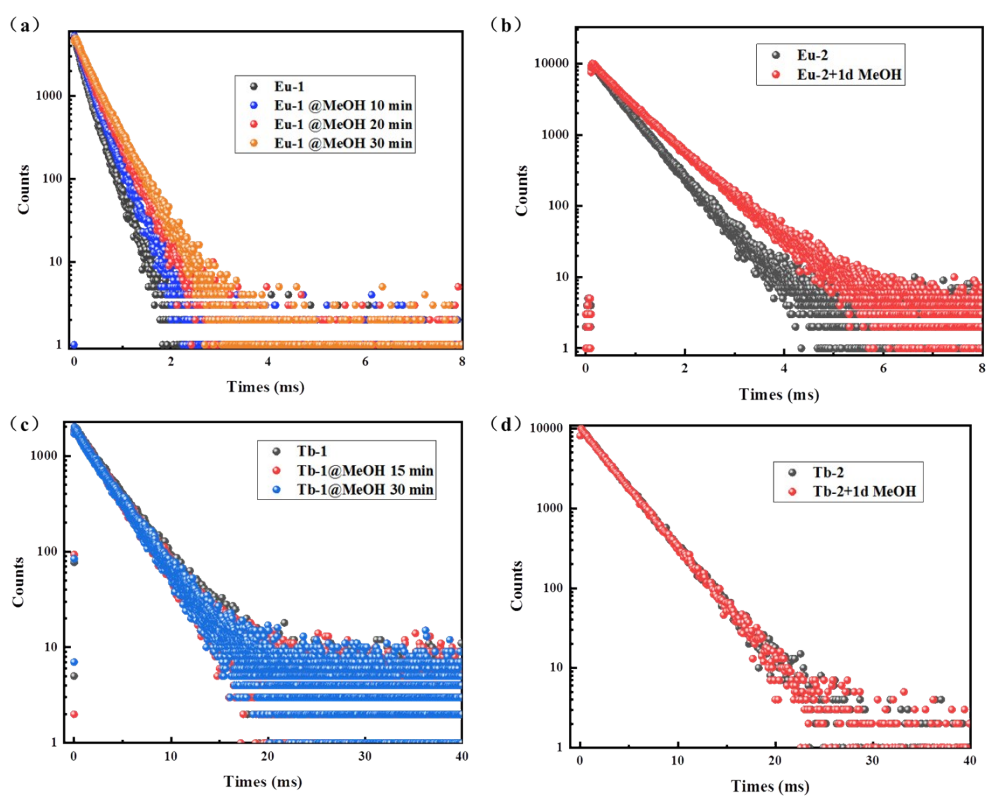 (a)
Counts
1000
100
10
1
Eu-1
Eu-1 @MeOH 10 min
Eu-1 @MeOH 20 min
Eu-1 @MeOH 30 min
0 2 4 6 8
Times (ms)
(b)
Counts
10000
1000
100
10
1
Eu-2
Eu-2+1d MeOH
0 2 4 6 8
Times (ms)
(c)
Counts
1000
100
10
1
Tb-1
Tb-1@MeOH 15 min
Tb-1@MeOH 30 min
0 10 20 30 40
Times (ms)
(d)
Counts
10000
1000
100
10
1
Tb-2
Tb-2+1d MeOH
0 10 20 30 40
Times (ms)